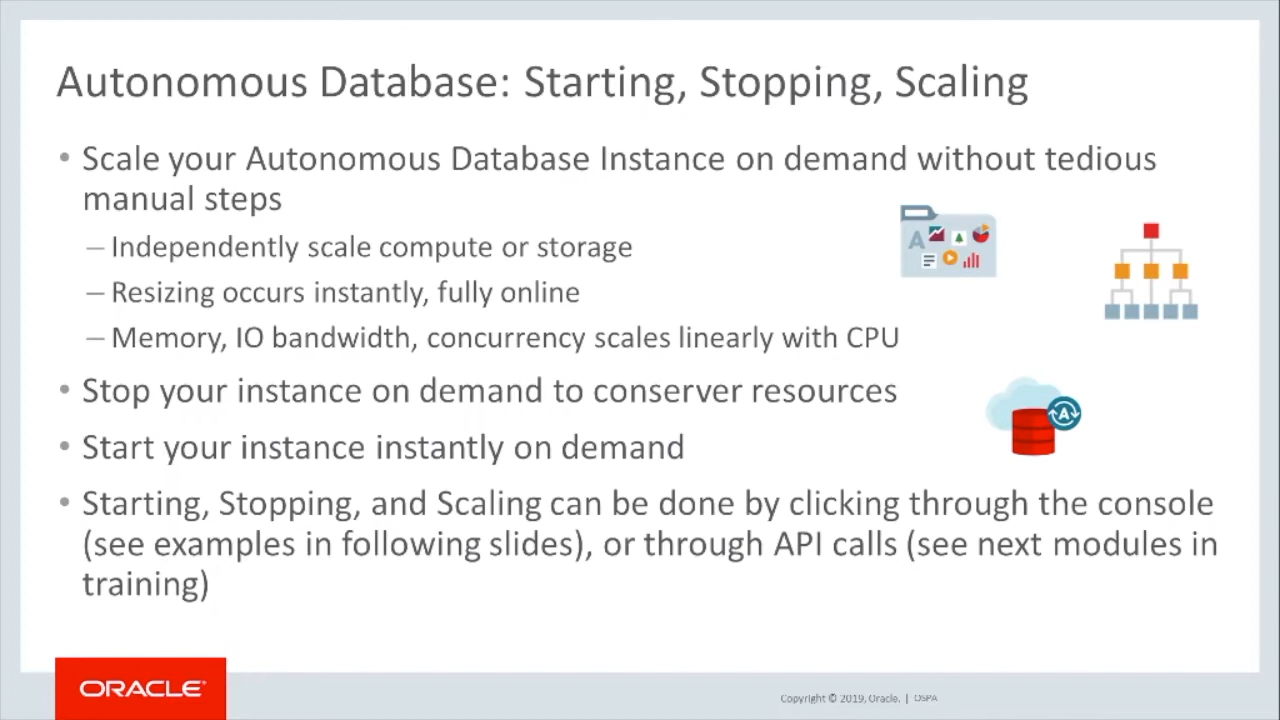 Autonomous Database: Starting, Stopping, Scaling
• Scale your Autonomous Database Instance on demand without tedious
manual steps
– Independently scale compute or storage
– Resizing occurs instantly, fully online
– Memory, IO bandwidth, concurrency scales linearly with CPU
• Stop your instance on demand to conserver resources
• Start your instance instantly on demand
• Starting, Stopping, and Scaling can be done by clicking through the console
(see examples in following slides), or through API calls (see next modules in
training)
A
A
ORACLE®
Copyright © 2019, Oracle. | OSPA